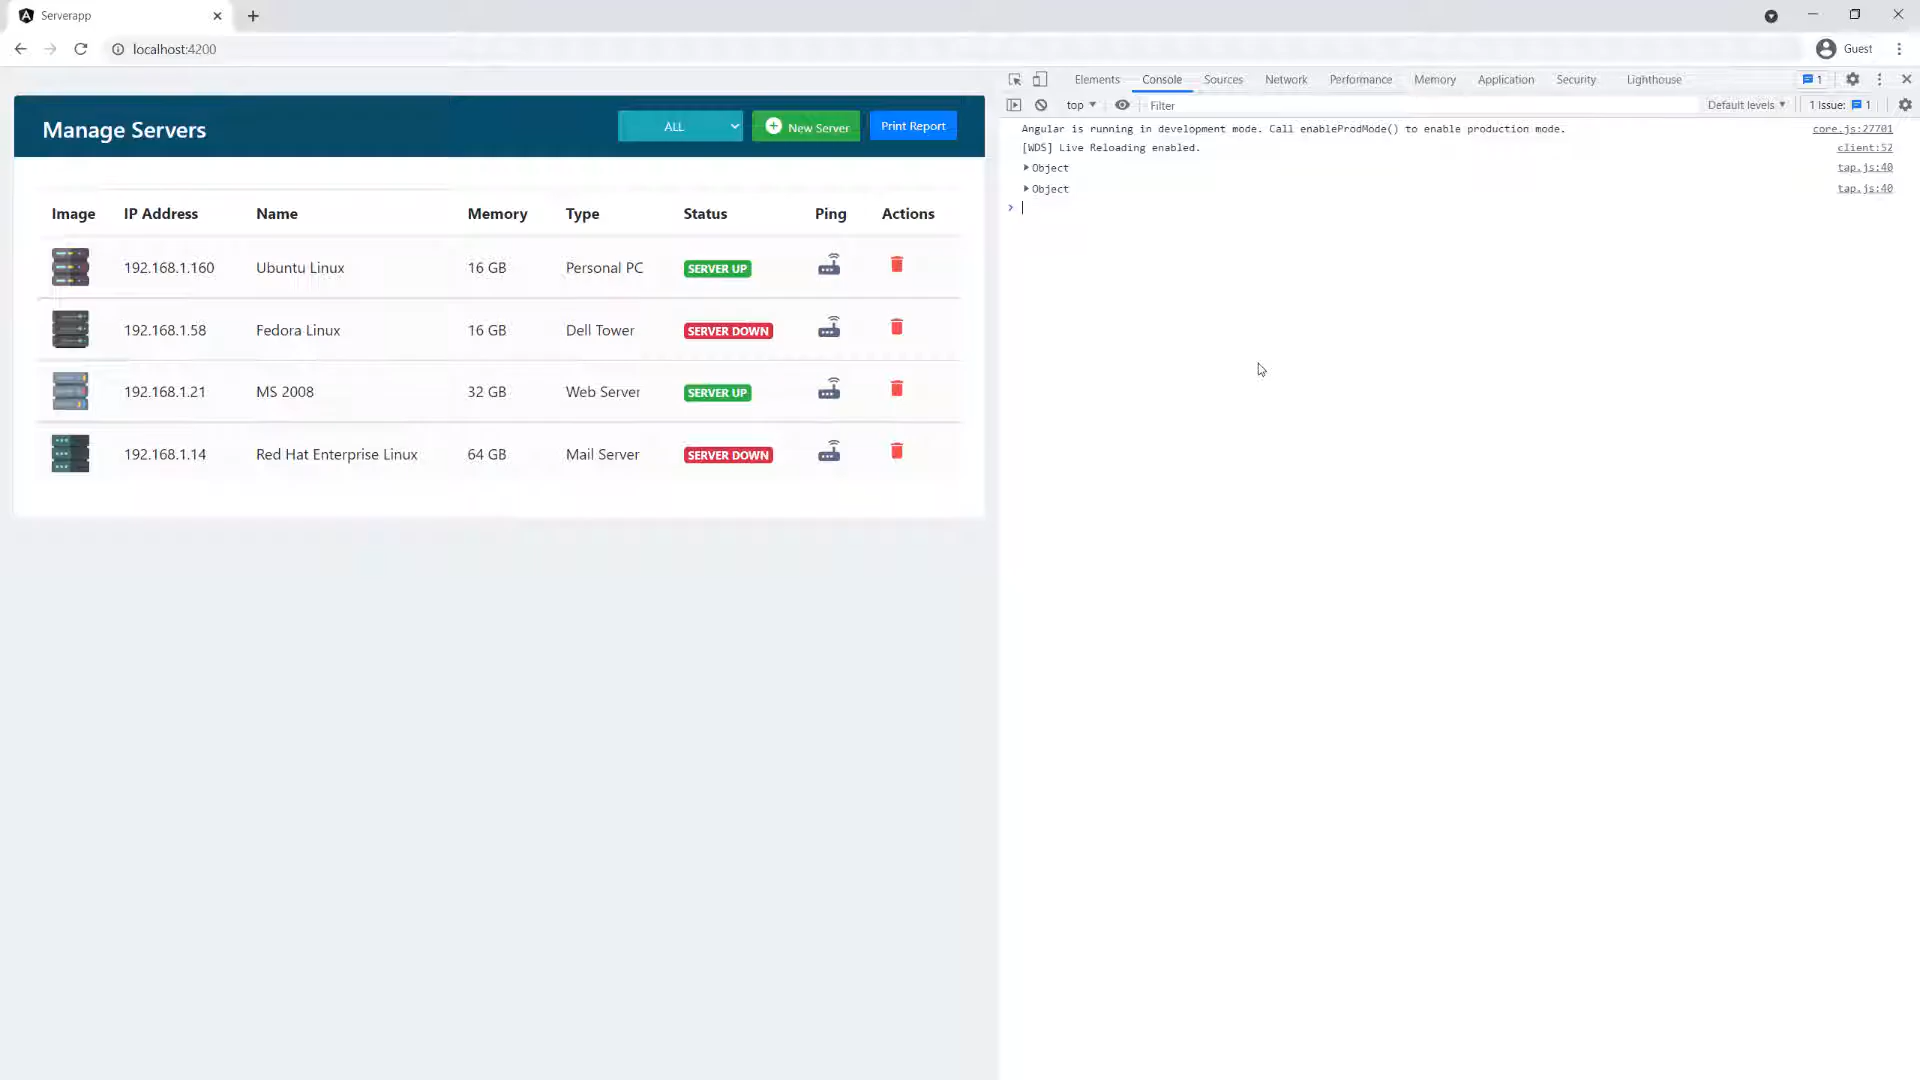 Serverapp
localhost:4200
Guest
Manage Servers
ALL
New Server
Print Report
Image IP Address Name Memory Type Status Ping Actions
192.168.1.160 Ubuntu Linux 16 GB Personal PC SERVER UP
192.168.1.58 Fedora Linux 16 GB Dell Tower SERVER DOWN
192.168.1.21 MS 2008 32 GB Web Server SERVER UP
192.168.1.14 Red Hat Enterprise Linux 64 GB Mail Server SERVER DOWN
Elements Console Sources Network Performance Memory Application Security Lighthouse 1
top Filter Default levels 1 Issue: 1
Angular is running in development mode. Call enableProdMode() to enable production mode. core.js:27701
[WDS] Live Reloading enabled. client:52
Object tap.js:40
Object tap.js:40